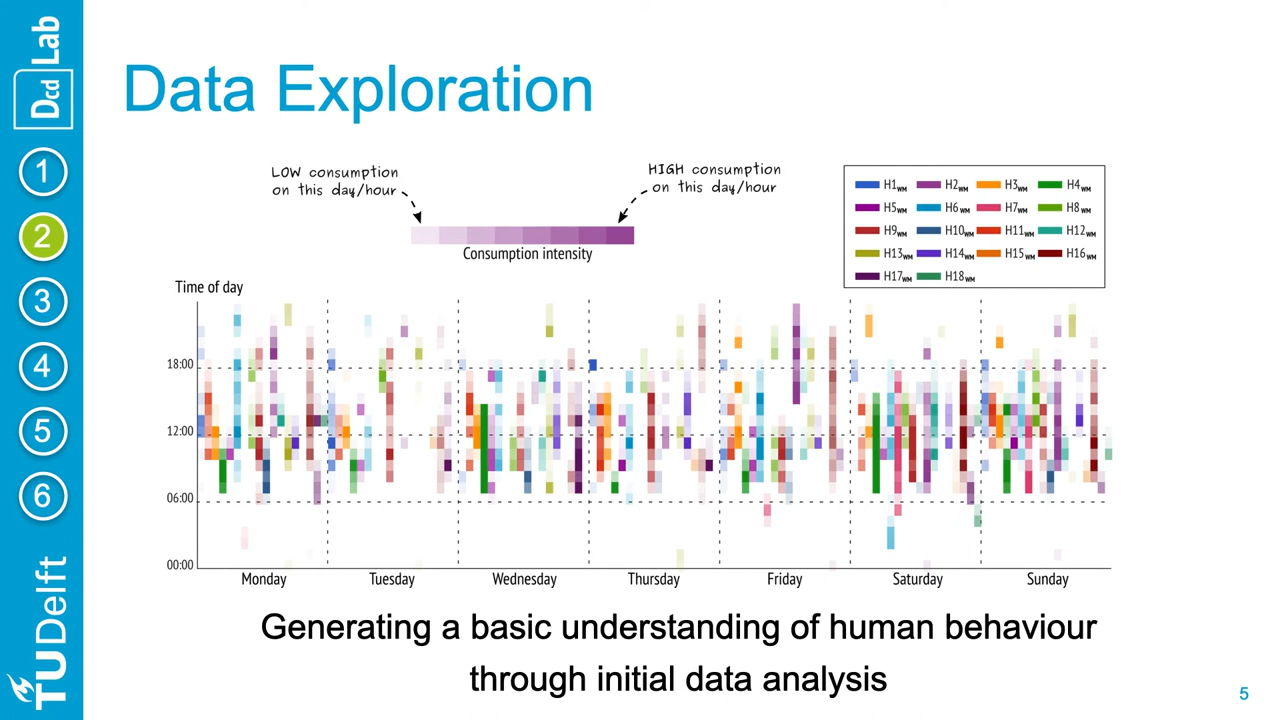 Dcd Lab
1
2
3
4
5
6
TUDelft
Data Exploration
LOW consumption
on this day/hour
HIGH consumption
on this day/hour
Consumption intensity
H1WM H2WM H3WM H4WM
H5WM H6WM H7WM H8WM
H9WM H10WM H11WM H12WM
H13WM H14WM H15WM H16WM
H17WM H18WM
Time of day
18:00
12:00
06:00
00:00
Monday Tuesday Wednesday Thursday Friday Saturday Sunday
Generating a basic understanding of human behaviour
through initial data analysis
5